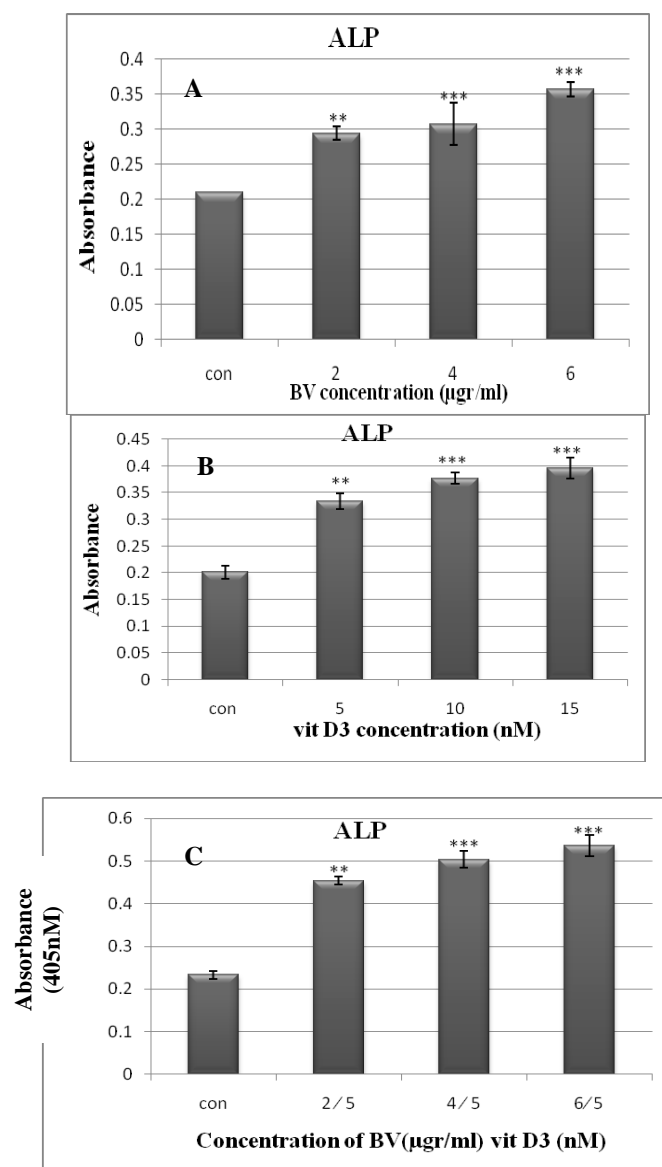 ALP
A
***
***
**
0.4
0.35
0.3
0.25
0.2
0.15
0.1
0.05
0
Absorbance
con 2 4 6
BV concentration (µgr/ml)
ALP
B
***
***
**
0.45
0.4
0.35
0.3
0.25
0.2
0.15
0.1
0.05
0
Absorbance
con 5 10 15
vit D3 concentration (nM)
ALP
C
***
***
**
0.6
0.5
0.4
0.3
0.2
0.1
0
Absorbance
(405nM)
con 2/5 4/5 6/5
Concentration of BV(µgr/ml) vit D3 (nM)